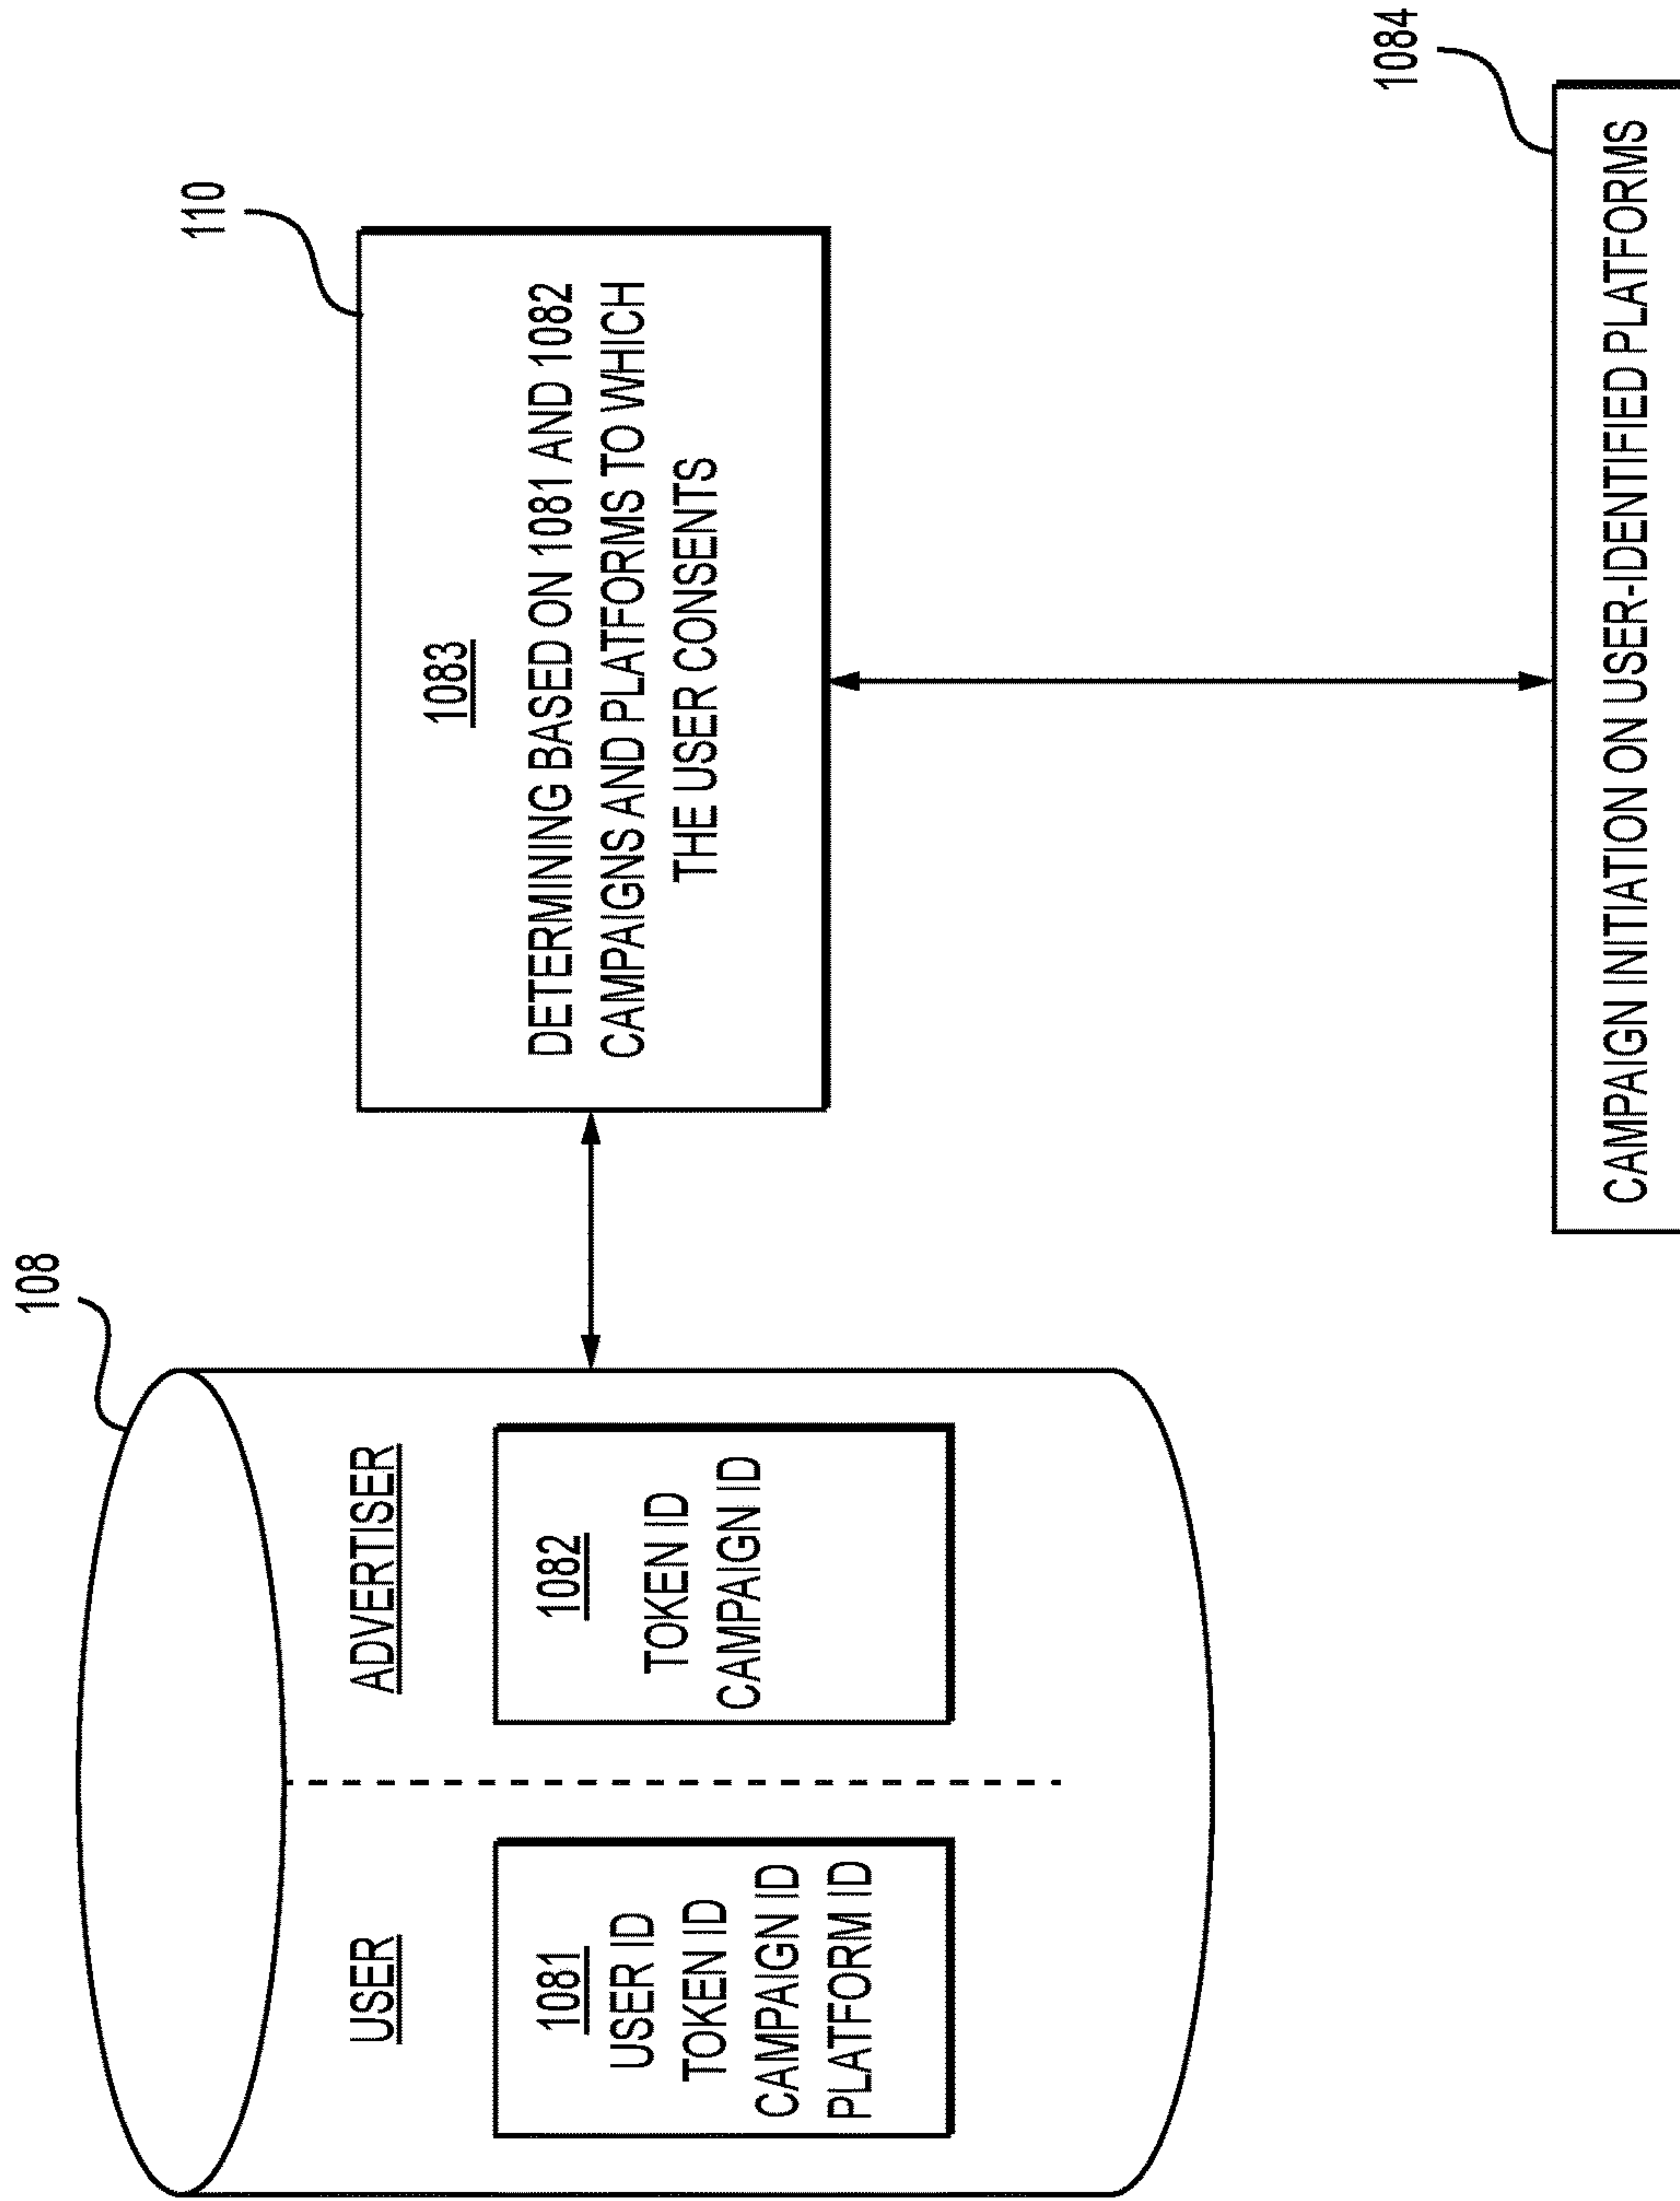 108
USER
1081
USER ID
TOKEN ID
CAMPAIGN ID
PLATFORM ID
ADVERTISER
1082
TOKEN ID
CAMPAIGN ID
110
1083
DETERMINING BASED ON 1081 AND 1082
CAMPAIGNS AND PLATFORMS TO WHICH
THE USER CONSENTS
1084
CAMPAIGN INITIATION ON USER-IDENTIFIED PLATFORMS